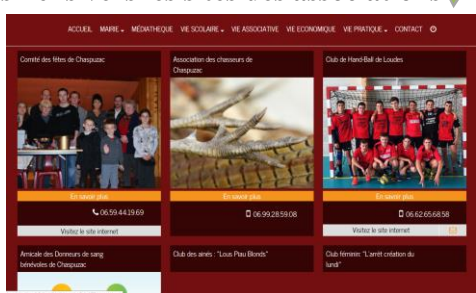 ACCUEIL MAIRIE MÉDIATHEQUE VIE SCOLAIRE VIE ASSOCIATIVE VIE ECONOMIQUE VIE PRATIQUE CONTACT
Comité des fêtes de Chaspuzac
En savoir plus
06.59.44.19.69
Visitez le site internet
Association des chasseurs de
Chaspuzac
En savoir plus
06.99.28.59.08
Club de Hand-Ball de Loudes
En savoir plus
06.62.65.68.58
Visitez le site internet
Amicale des Donneurs de sang
bénévoles de Chaspuzac
Club des ainés : "Lous Piau Blonds"
Club féminin: "L'arrêt création du
lundi"